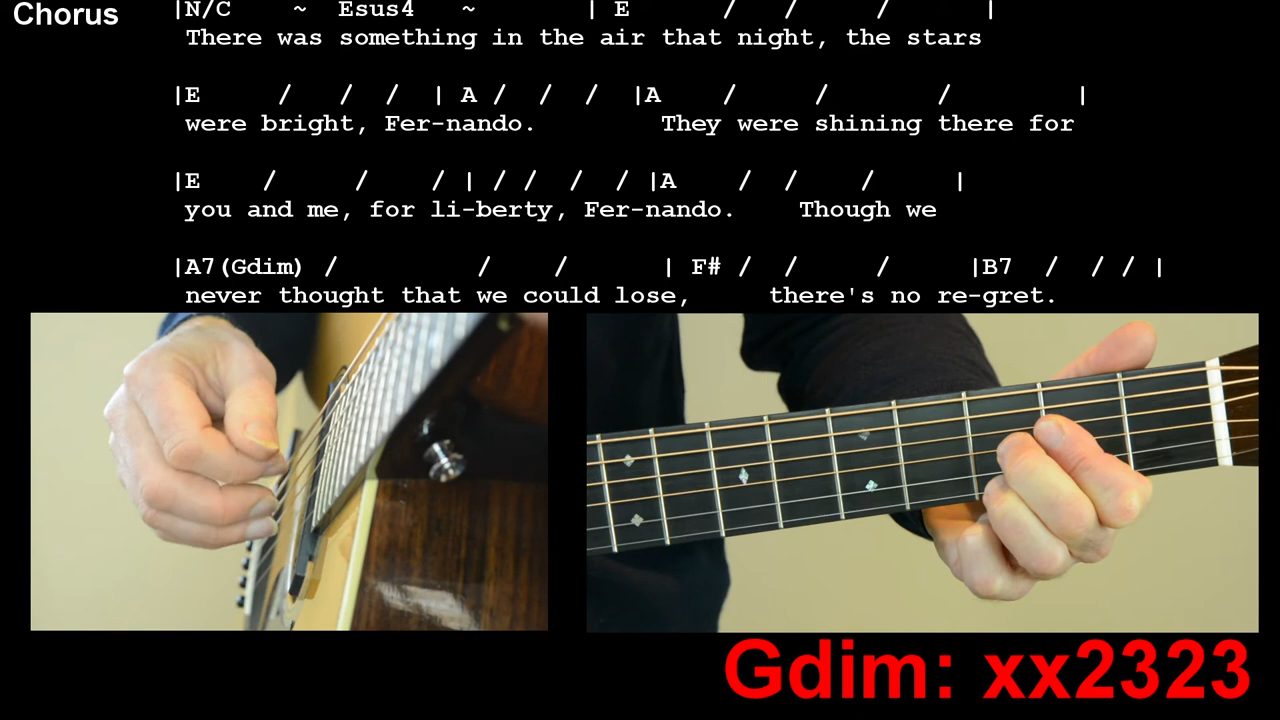 Chorus
|N/C ~ Esus4 ~ | E / / / |
There was something in the air that night, the stars
|E / / / | A / / / |A / / / |
were bright, Fer-nando. They were shining there for
|E / / / | / / / / |A / / / |
you and me, for li-berty, Fer-nando. Though we
|A7(Gdim) / / / | F# / / / |B7 / / / |
never thought that we could lose, there's no re-gret.
Gdim: xx2323